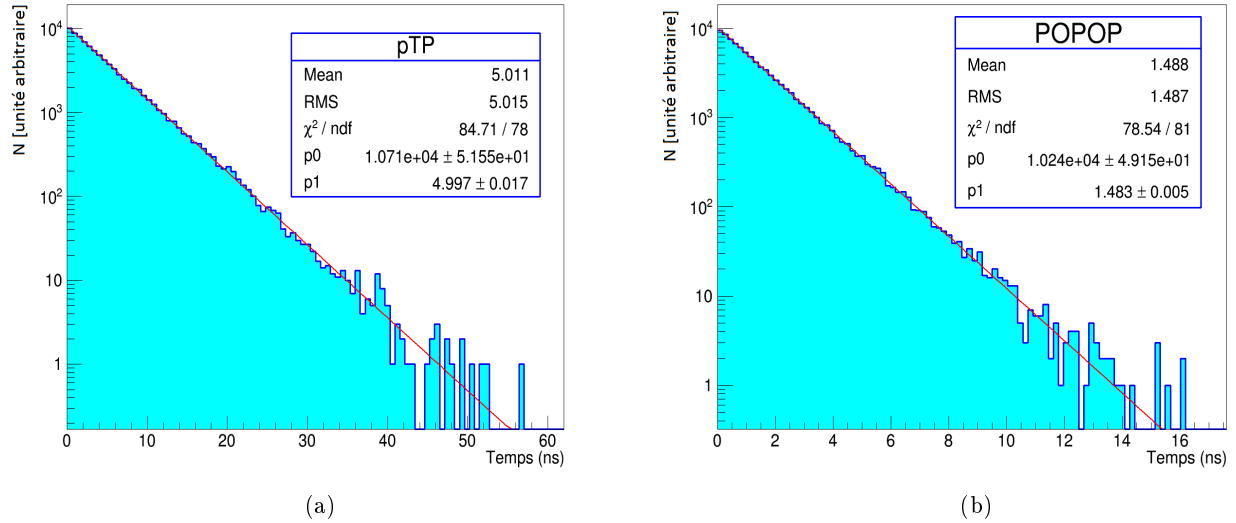 N [unité arbitraire]
10⁴
10³
10²
10
1
pTP
Mean 5.011
RMS 5.015
χ² / ndf 84.71 / 78
p0 1.071e+04 ± 5.155e+01
p1 4.997 ± 0.017
0 10 20 30 40 50 60
Temps (ns)
(a)
N [unité arbitraire]
10⁴
10³
10²
10
1
POPOP
Mean 1.488
RMS 1.487
χ² / ndf 78.54 / 81
p0 1.024e+04 ± 4.915e+01
p1 1.483 ± 0.005
0 2 4 6 8 10 12 14 16
Temps (ns)
(b)